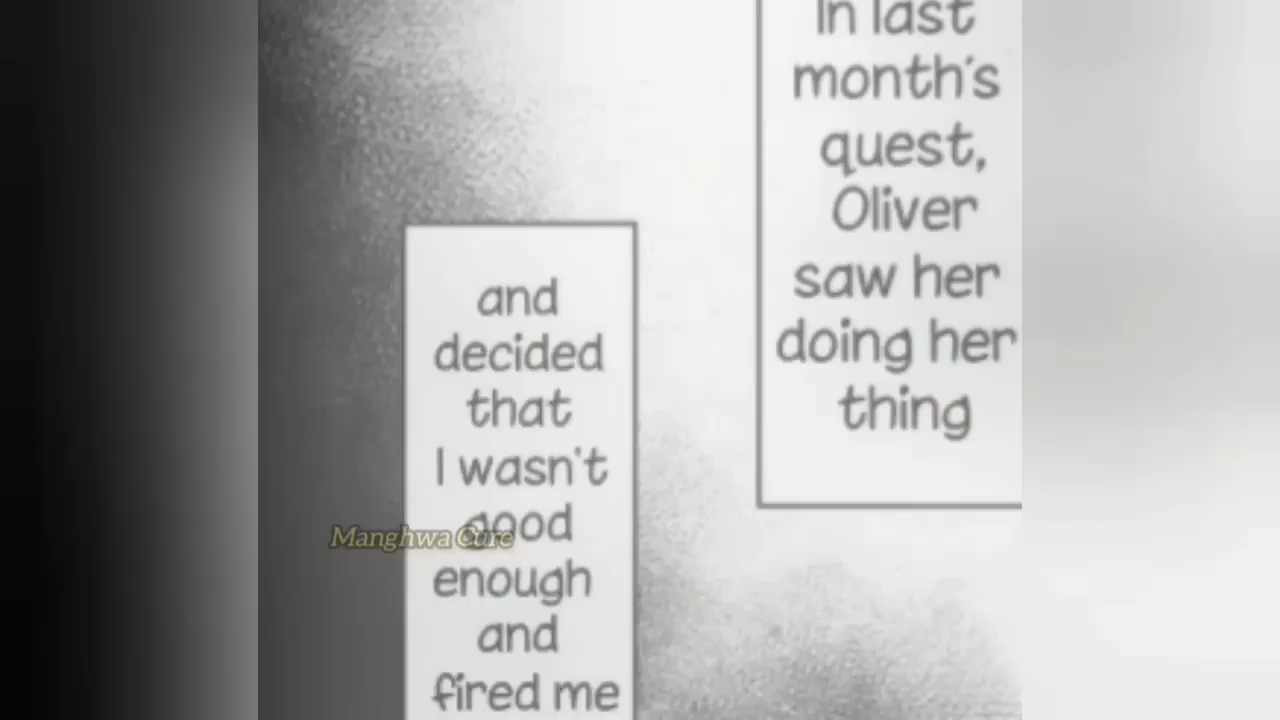 In last
month's
quest,
Oliver
saw her
doing her
thing
and
decided
that
I wasn't
good
enough
and
fired me
Manghwa Cure